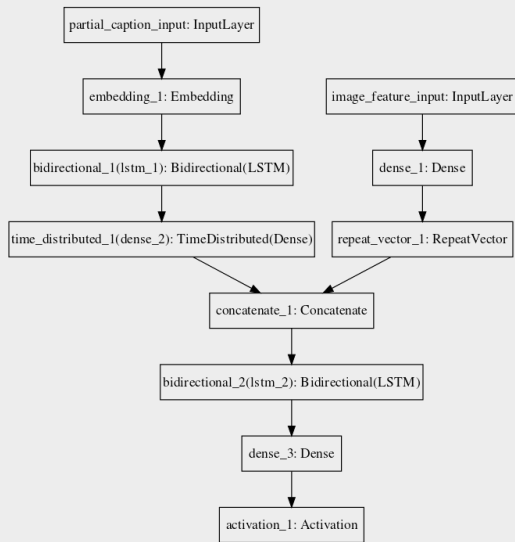 partial_caption_input: InputLayer
embedding_1: Embedding
image_feature_input: InputLayer
bidirectional_1(lstm_1): Bidirectional(LSTM)
dense_1: Dense
time_distributed_1(dense_2): TimeDistributed(Dense)
repeat_vector_1: RepeatVector
concatenate_1: Concatenate
bidirectional_2(lstm_2): Bidirectional(LSTM)
dense_3: Dense
activation_1: Activation